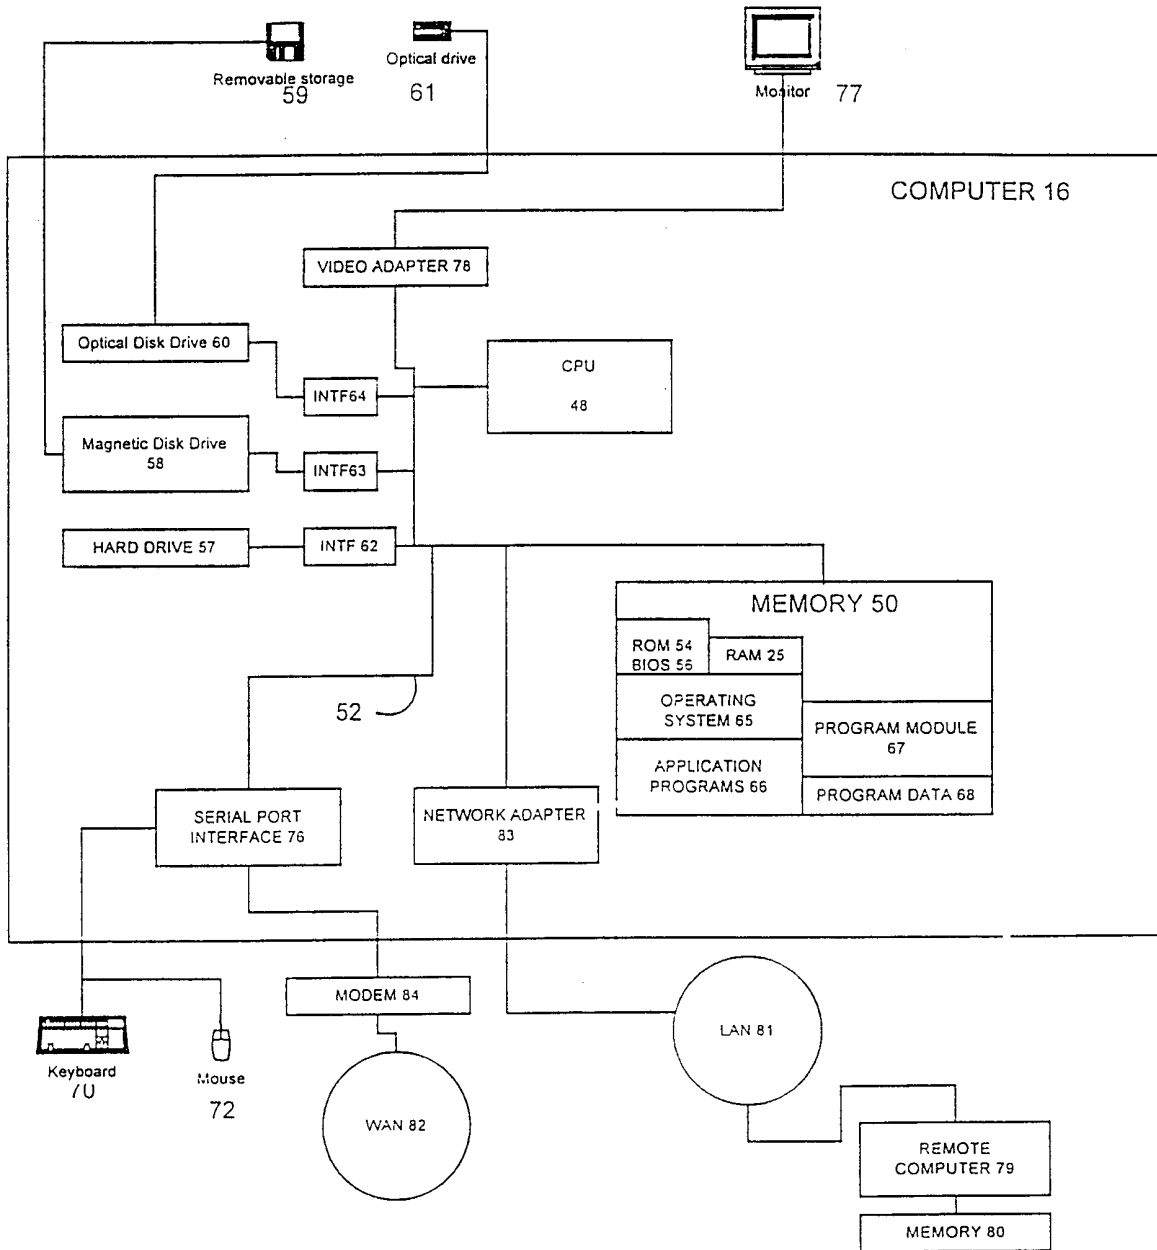 Removable storage
59
Optical drive
61
Monitor
77
COMPUTER 16
VIDEO ADAPTER 78
Optical Disk Drive 60
INTF64
CPU
48
Magnetic Disk Drive
58
INTF63
HARD DRIVE 57
INTF 62
MEMORY 50
ROM 54
BIOS 56
RAM 25
OPERATING
SYSTEM 65
PROGRAM MODULE
67
APPLICATION
PROGRAMS 66
PROGRAM DATA 68
52
SERIAL PORT
INTERFACE 76
NETWORK ADAPTER
83
MODEM 84
LAN 81
Keyboard
70
Mouse
72
WAN 82
REMOTE
COMPUTER 79
MEMORY 80